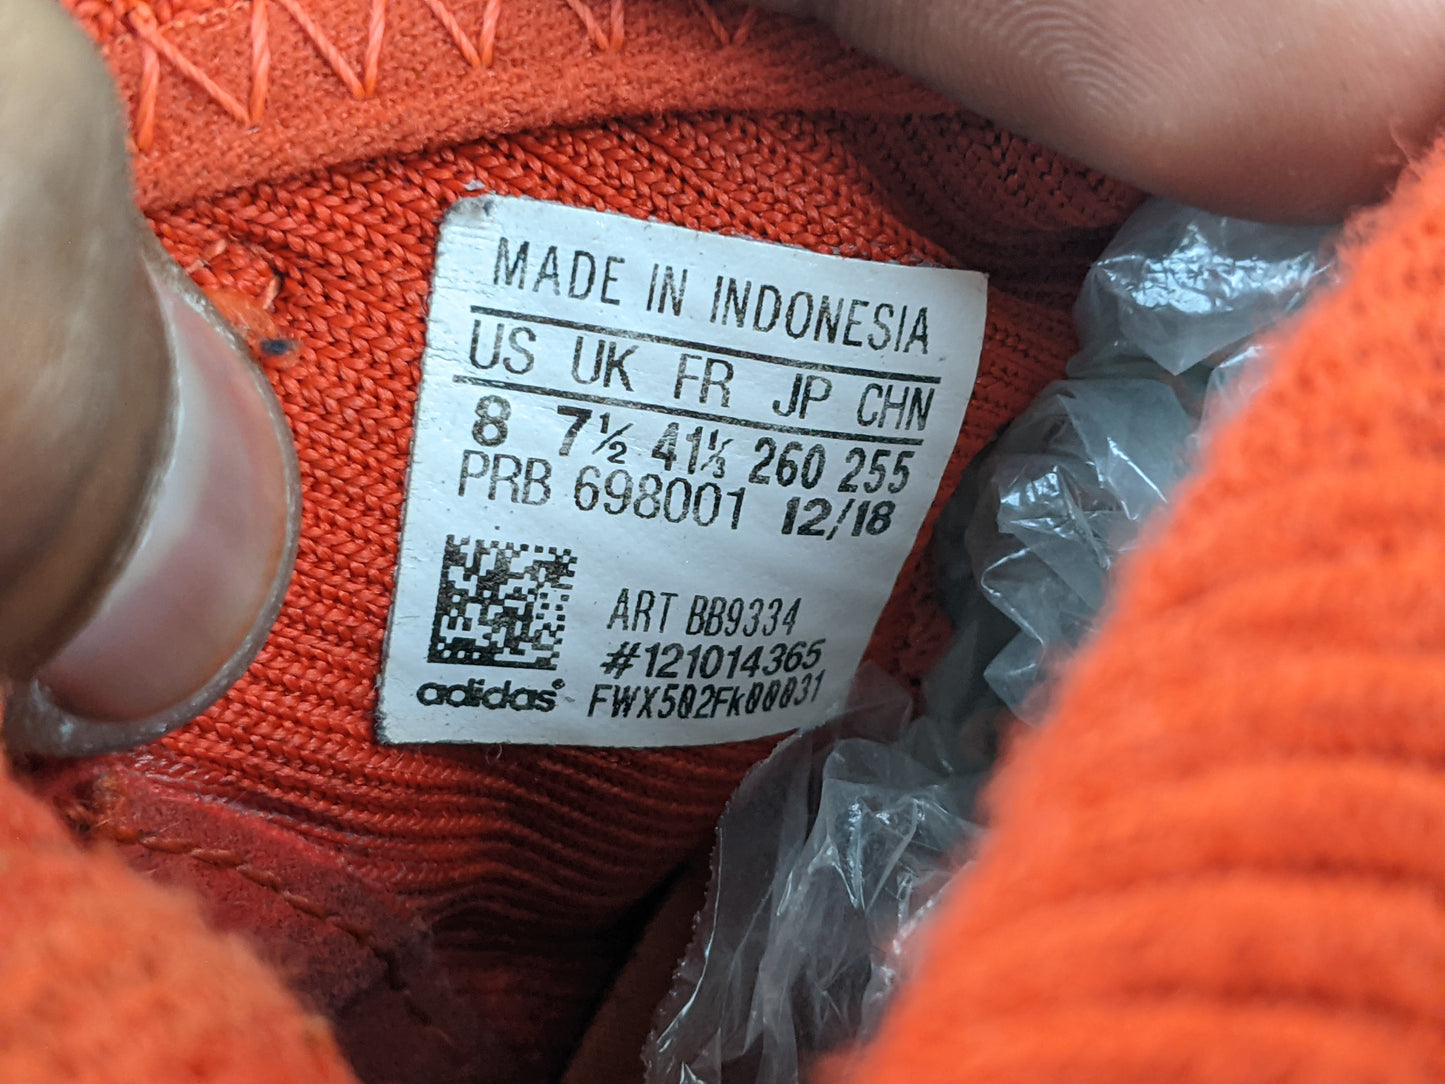 MADE IN INDONESIA
US UK FR JP CHN
8 7½ 41⅓ 260 255
PRB 698001 12/18
ART BB9334
#121014365
adidas® FWX502FK00031